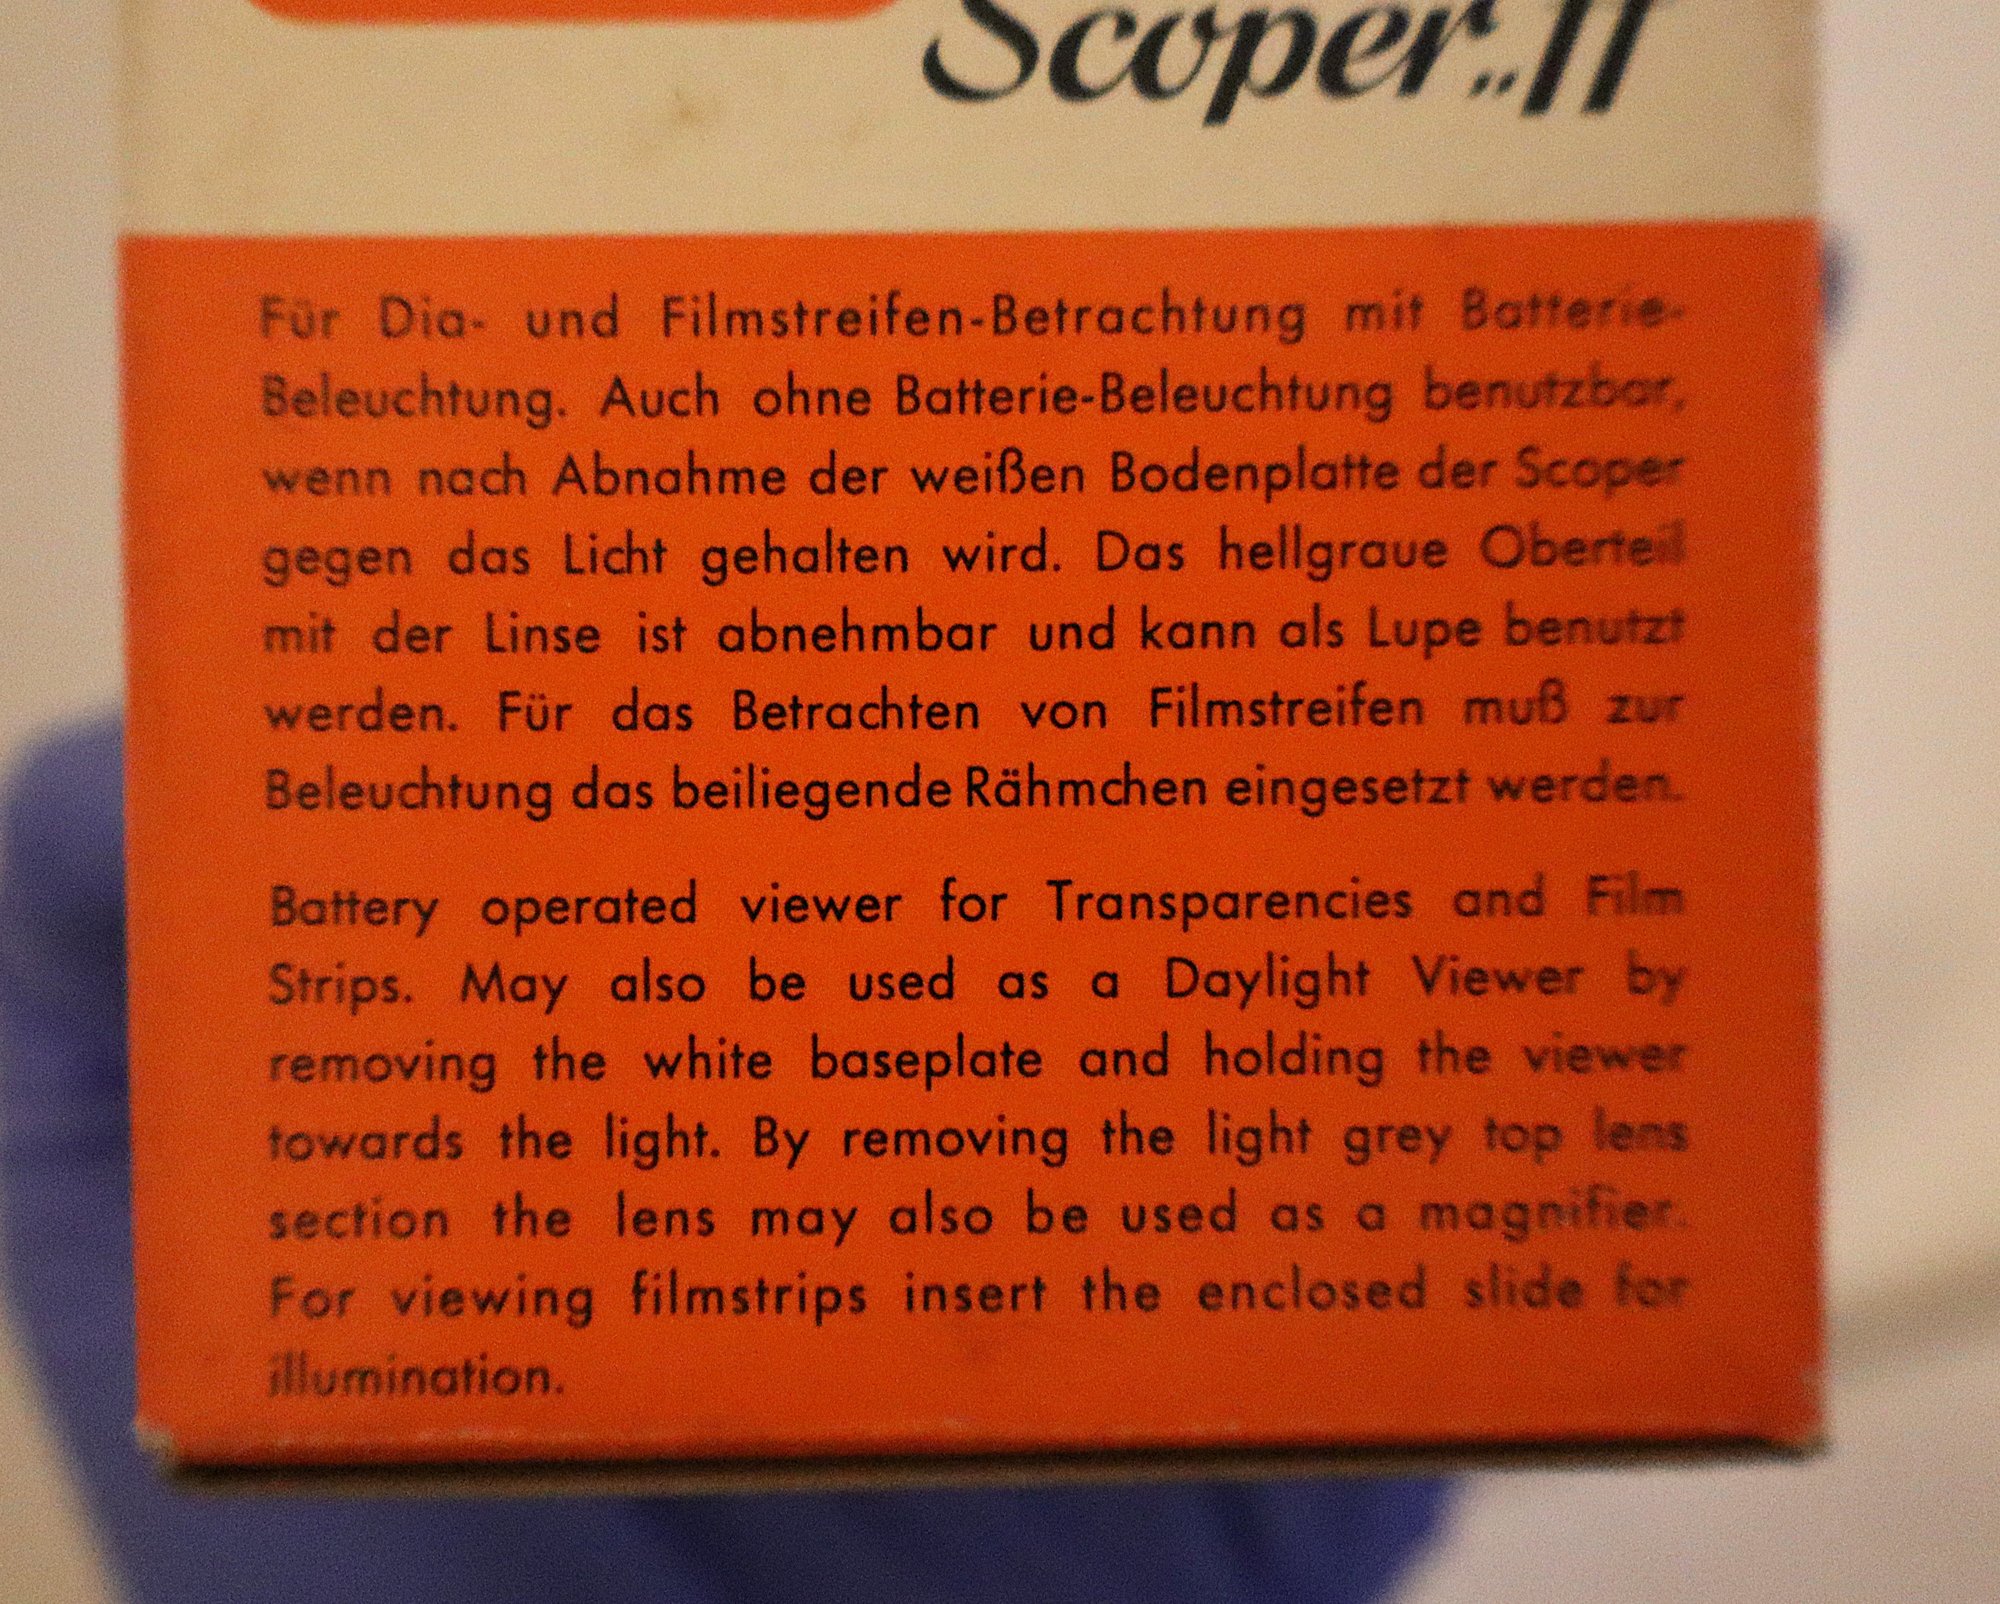 Scoper „II
Für Dia- und Filmstreifen-Betrachtung mit Batterie-
Beleuchtung. Auch ohne Batterie-Beleuchtung benutzbar,
wenn nach Abnahme der weißen Bodenplatte der Scoper
gegen das Licht gehalten wird. Das hellgraue Oberteil
mit der Linse ist abnehmbar und kann als Lupe benutzt
werden. Für das Betrachten von Filmstreifen muß zur
Beleuchtung das beiliegende Rähmchen eingesetzt werden.
Battery operated viewer for Transparencies and Film
Strips. May also be used as a Daylight Viewer by
removing the white baseplate and holding the viewer
towards the light. By removing the light grey top lens
section the lens may also be used as a magnifier.
For viewing filmstrips insert the enclosed slide for
illumination.